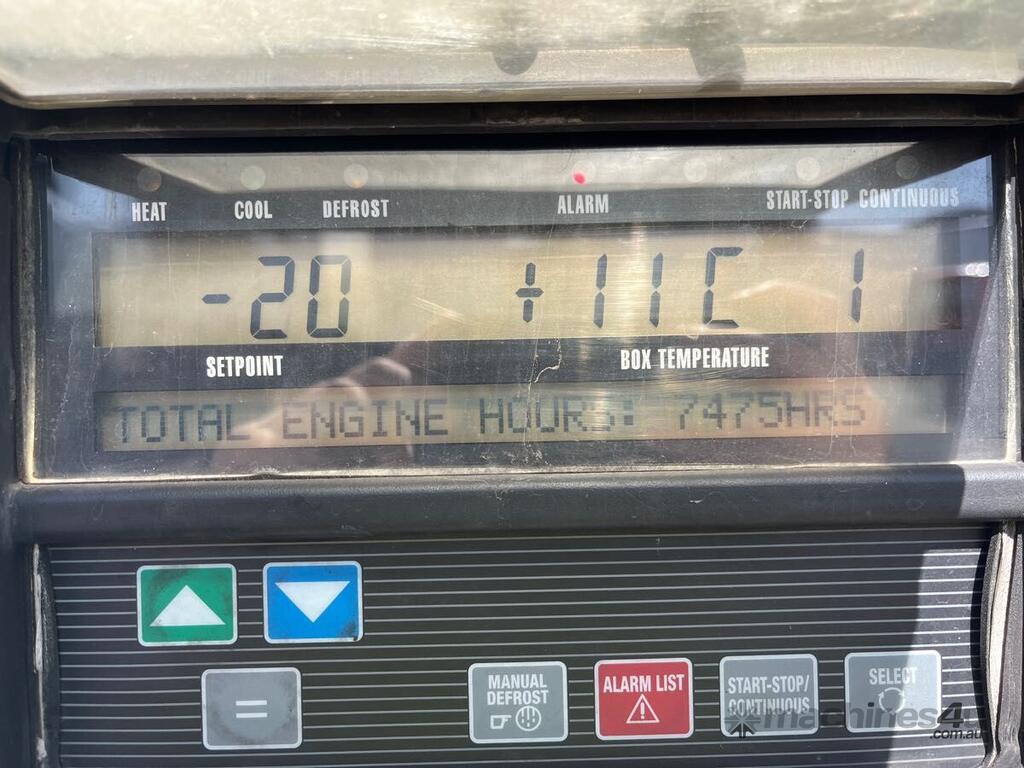 HEAT COOL DEFROST ALARM START-STOP CONTINUOUS
-20 +11 C 1
SETPOINT BOX TEMPERATURE
TOTAL ENGINE HOURS: 7475HRS
MANUAL DEFROST
ALARM LIST
START-STOP/
CONTINUOUS
SELECT
=
machines4u
.com.au